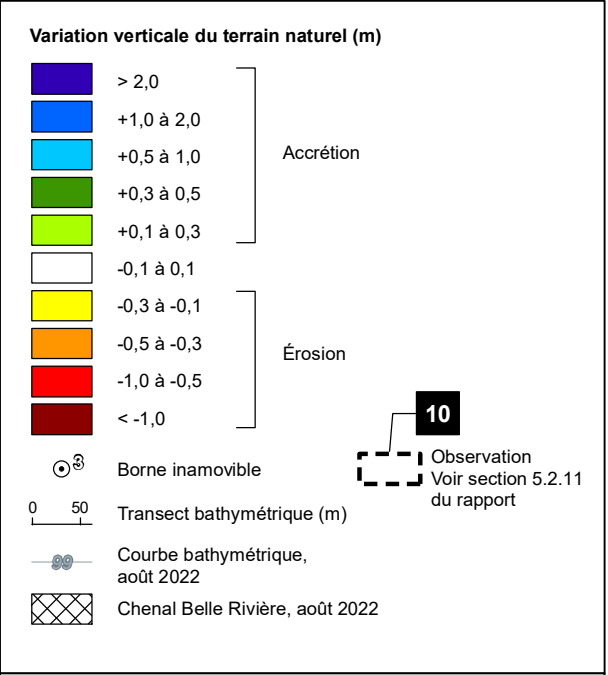 Variation verticale du terrain naturel (m)
> 2,0
+1,0 à 2,0
+0,5 à 1,0
Accrétion
+0,3 à 0,5
+0,1 à 0,3
-0,1 à 0,1
-0,3 à -0,1
-0,5 à -0,3
Érosion
-1,0 à -0,5
< -1,0
10
3
Borne inamovible
Observation
Voir section 5.2.11
du rapport
0 50
Transect bathymétrique (m)
99
Courbe bathymétrique,
août 2022
Chenal Belle Rivière, août 2022